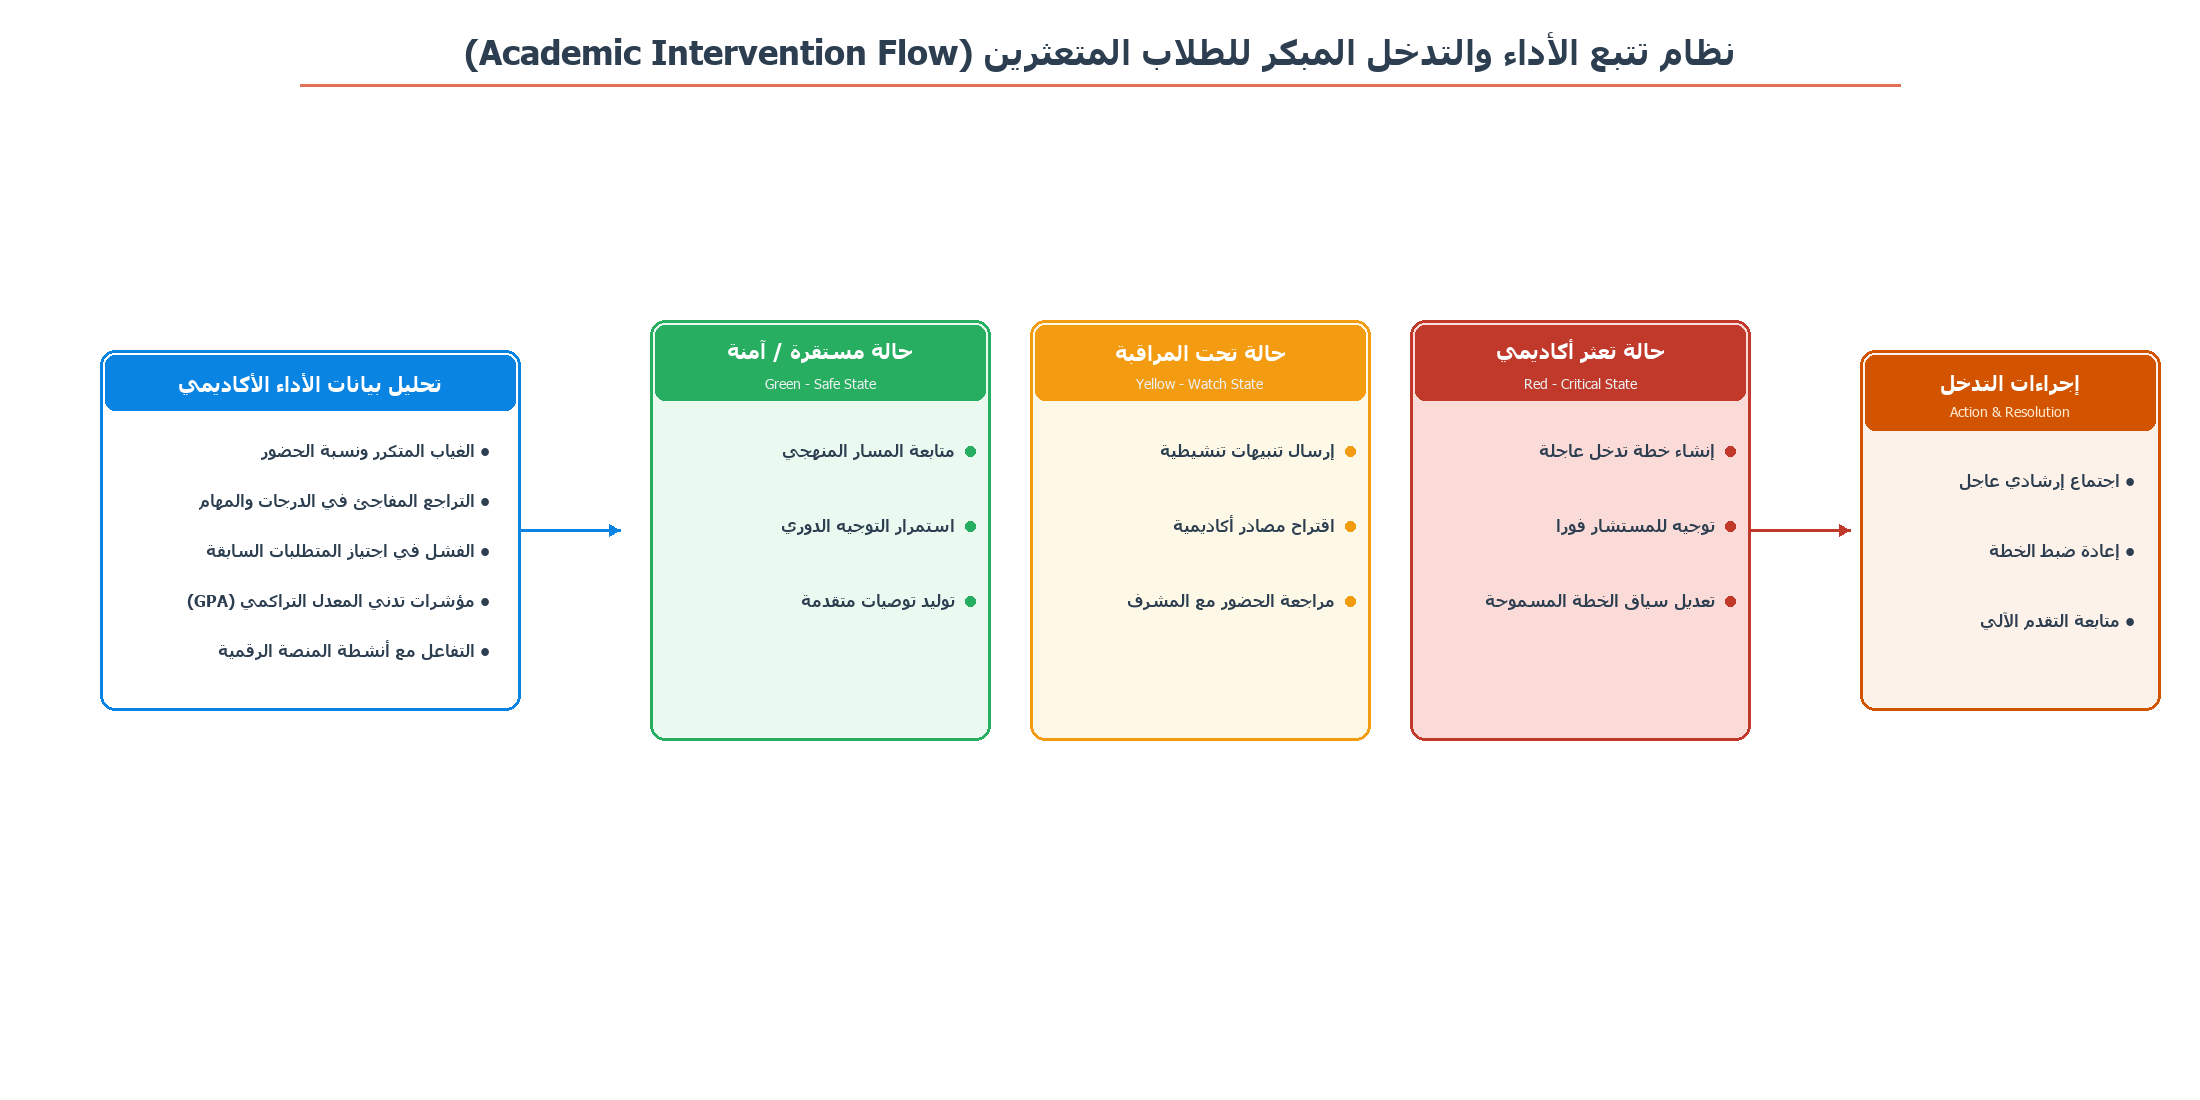 نظام تتبع الأداء والتدخل المبكر للطلاب المتعثرين (Academic Intervention Flow)
تحليل بيانات الأداء الأكاديمي
● الغياب المتكرر ونسبة الحضور
● التراجع المفاجئ في الدرجات والمهام
● الفشل في اجتياز المتطلبات السابقة
● مؤشرات تدني المعدل التراكمي (GPA)
● التفاعل مع أنشطة المنصة الرقمية
حالة مستقرة / آمنة
Green - Safe State
● متابعة المسار المنهجي
● استمرار التوجيه الدوري
● توليد توصيات متقدمة
حالة تحت المراقبة
Yellow - Watch State
● إرسال تنبيهات تنشيطية
● اقتراح مصادر أكاديمية
● مراجعة الحضور مع المشرف
حالة تعثر أكاديمي
Red - Critical State
● إنشاء خطة تدخل عاجلة
● توجيه للمستشار فورا
● تعديل سياق الخطة المسموحة
إجراءات التدخل
Action & Resolution
● اجتماع إرشادي عاجل
● إعادة ضبط الخطة
● متابعة التقدم الآلي